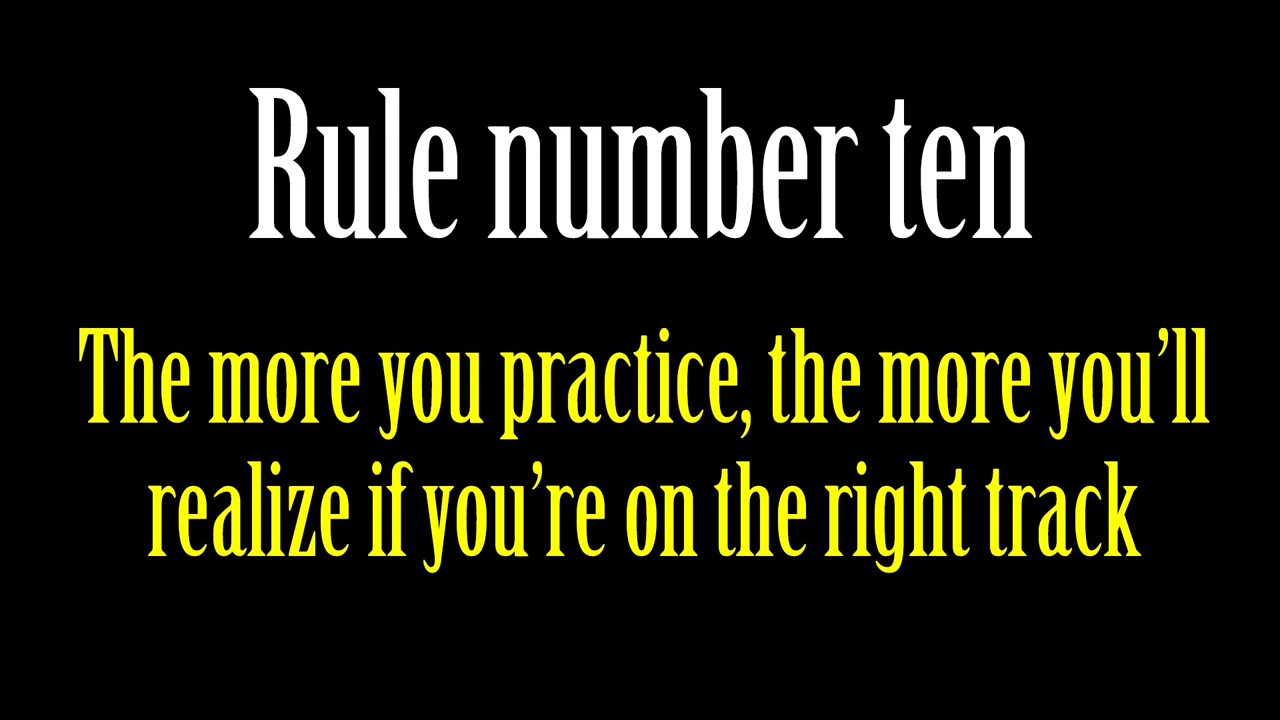 Rule number ten
The more you practice, the more you’ll
realize if you’re on the right track